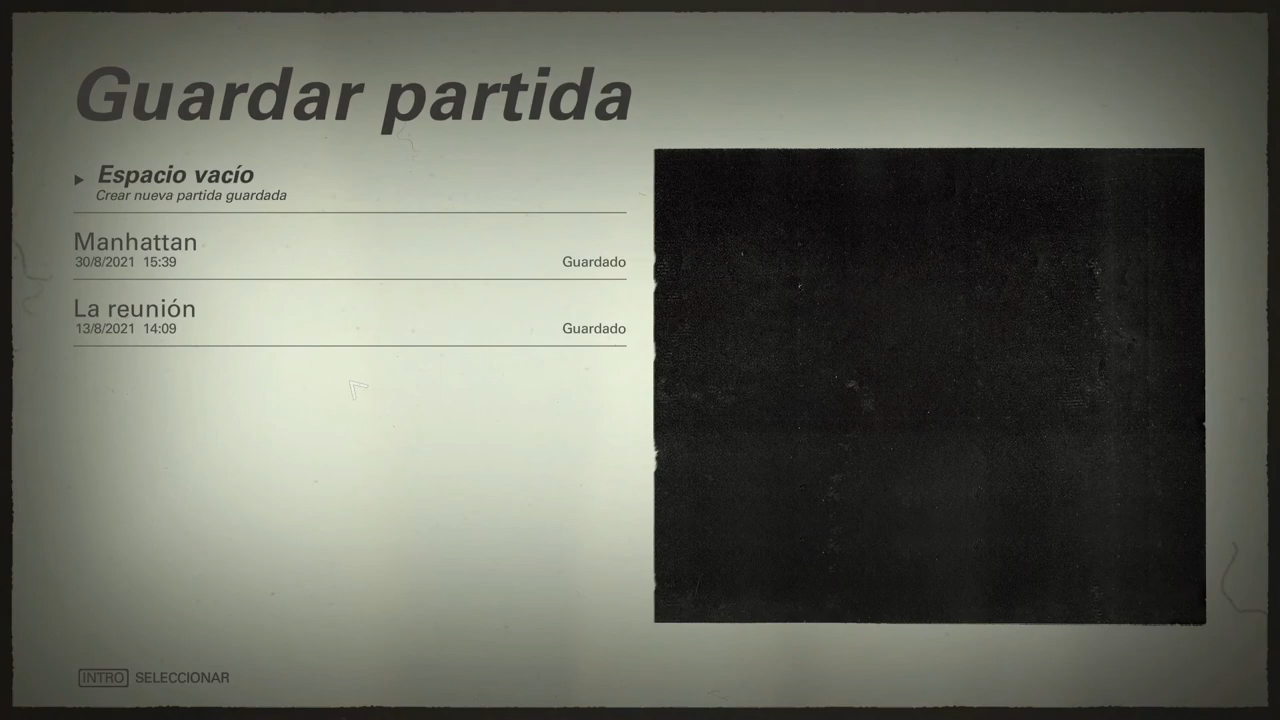 Guardar partida
Espacio vacío
Crear nueva partida guardada
Manhattan
30/8/2021 15:39 Guardado
La reunión
13/8/2021 14:09 Guardado
INTRO SELECCIONAR